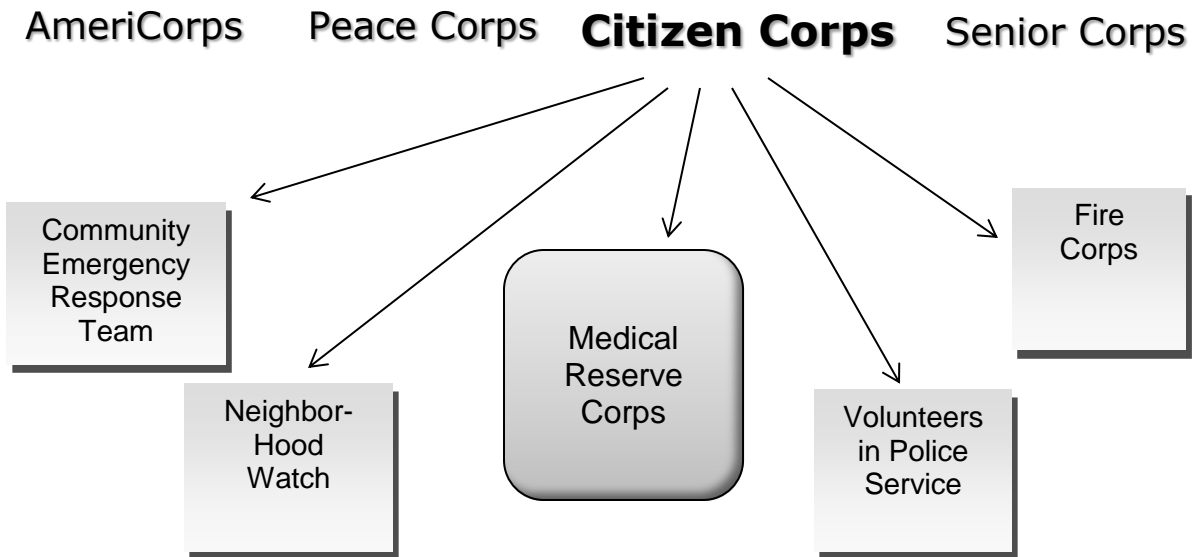 AmeriCorps Peace Corps Citizen Corps Senior Corps
Community
Emergency
Response
Team
Neighbor-
Hood
Watch
Medical
Reserve
Corps
Volunteers
in Police
Service
Fire
Corps